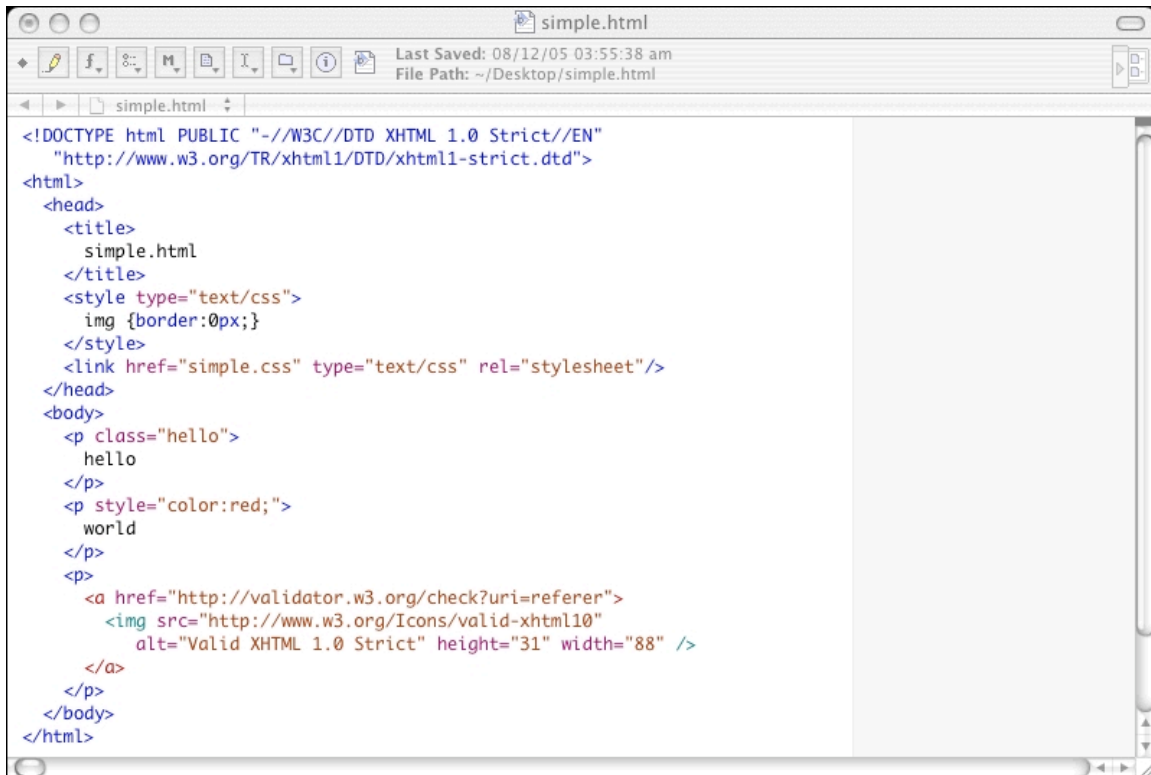 simple.html
Last Saved: 08/12/05 03:55:38 am
File Path: ~/Desktop/simple.html
simple.html
<!DOCTYPE html PUBLIC "-//W3C//DTD XHTML 1.0 Strict//EN"
"http://www.w3.org/TR/xhtml1/DTD/xhtml1-strict.dtd">
<html>
<head>
<title>
simple.html
</title>
<style type="text/css">
img {border:0px;}
</style>
<link href="simple.css" type="text/css" rel="stylesheet"/>
</head>
<body>
<p class="hello">
hello
</p>
<p style="color:red;">
world
</p>
<p>
<a href="http://validator.w3.org/check?uri=referer">
<img src="http://www.w3.org/Icons/valid-xhtml10"
alt="Valid XHTML 1.0 Strict" height="31" width="88" />
</a>
</p>
</body>
</html>